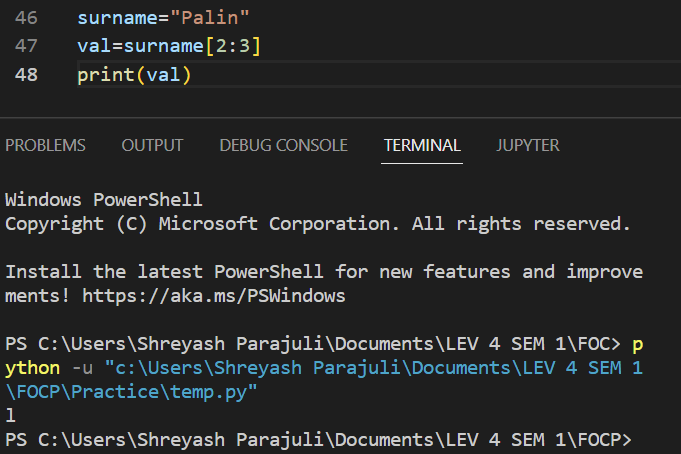 46 surname="Palin"
47 val=surname[2:3]
48 print(val)
PROBLEMS OUTPUT DEBUG CONSOLE TERMINAL JUPYTER
Windows PowerShell
Copyright (C) Microsoft Corporation. All rights reserved.
Install the latest PowerShell for new features and improve
ments! https://aka.ms/PSWindows
PS C:\Users\Shreyash Parajuli\Documents\LEV 4 SEM 1\FOC> p
ython -u "c:\Users\Shreyash Parajuli\Documents\LEV 4 SEM 1
\FOCP\Practice\temp.py"
l
PS C:\Users\Shreyash Parajuli\Documents\LEV 4 SEM 1\FOCP>